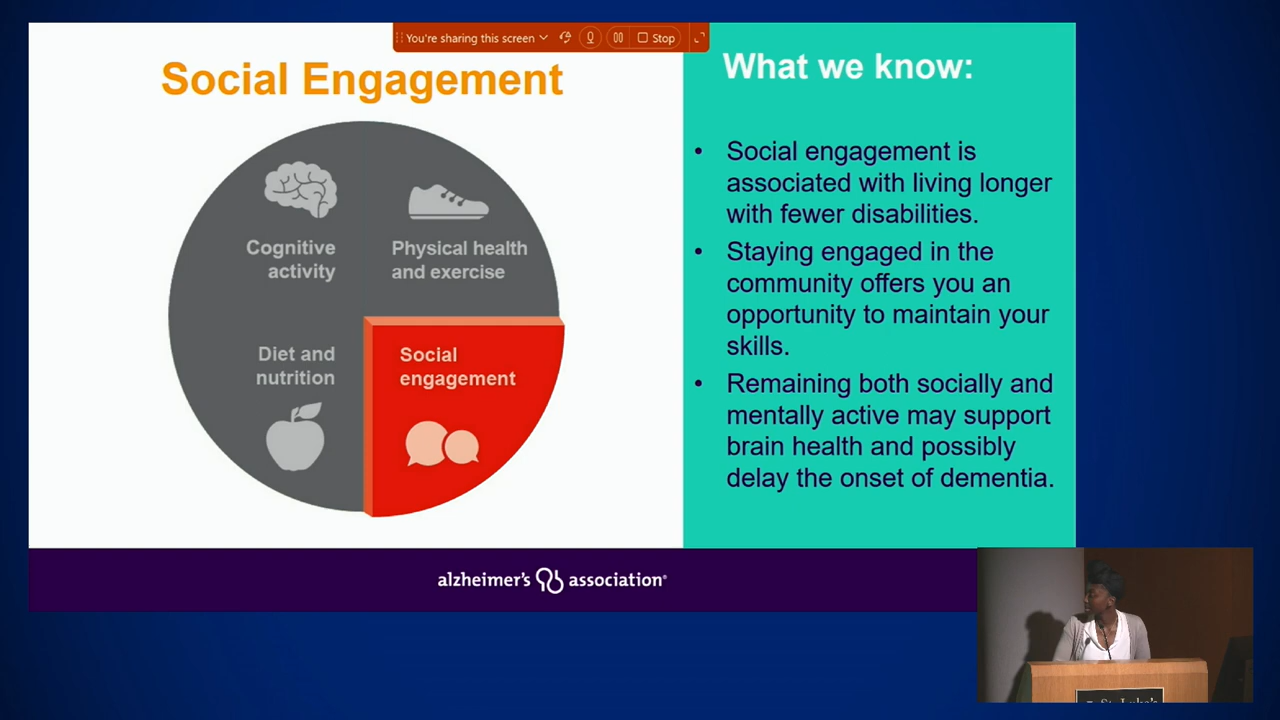 You're sharing this screen
Stop
Social Engagement
Cognitive
activity
Physical health
and exercise
Diet and
nutrition
Social
engagement
What we know:
• Social engagement is
associated with living longer
with fewer disabilities.
• Staying engaged in the
community offers you an
opportunity to maintain your
skills.
• Remaining both socially and
mentally active may support
brain health and possibly
delay the onset of dementia.
alzheimer's association®
St. Luke's